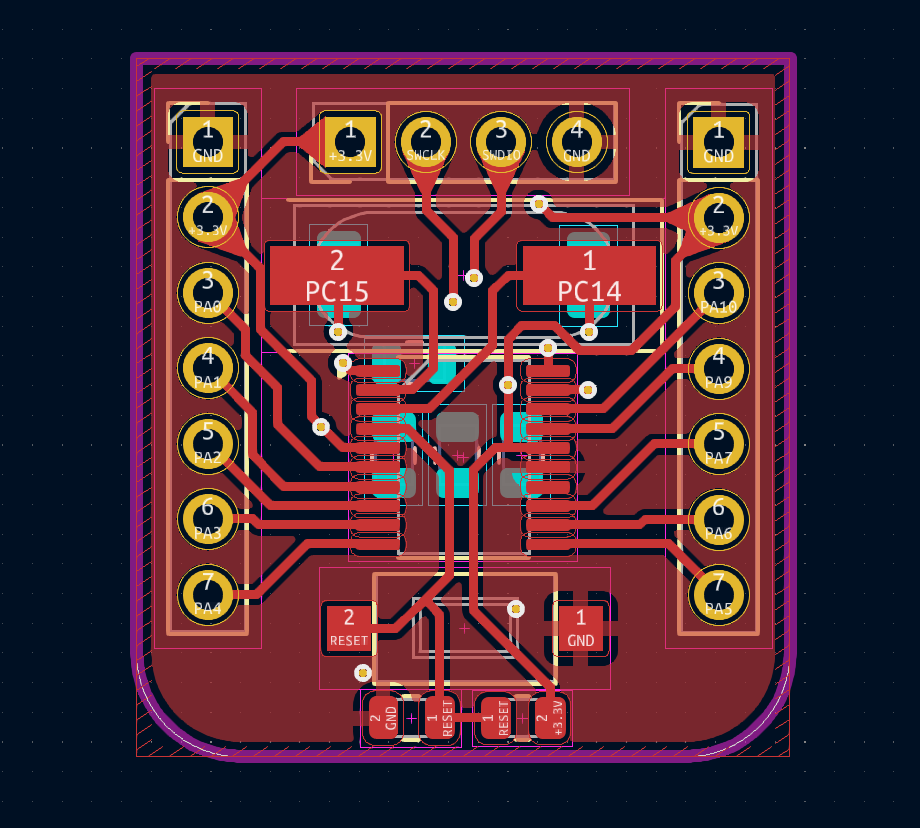 1
GND
1
+3.3V
2
SWCLK
3
SWDIO
4
GND
1
GND
2
+3.3V
2
+3.3V
2
PC15
1
PC14
3
PA0
3
PA10
4
PA1
4
PA9
5
PA2
5
PA7
6
PA3
6
PA6
7
PA4
7
PA5
2
RESET
1
GND
2
GND
1
RESET
1
RESET
2
+3.3V